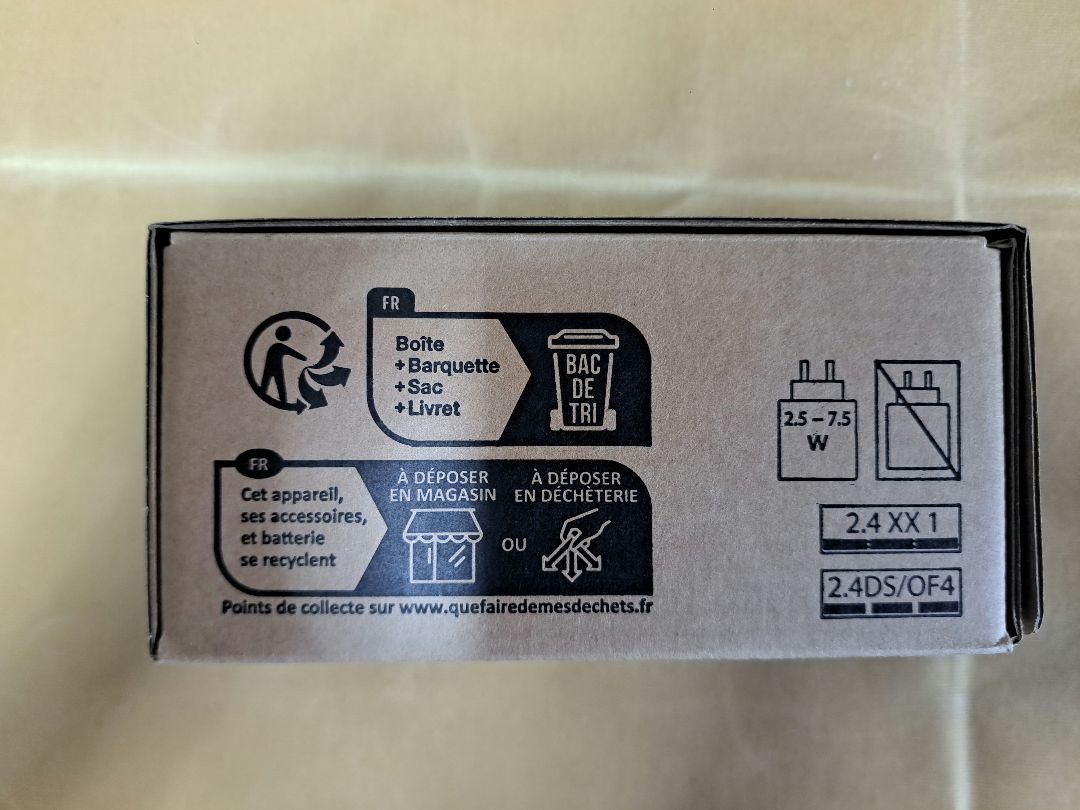 FR
Boîte
+Barquette
+Sac
+Livret
BAC
DE
TRI
FR
Cet appareil,
ses accessoires,
et batterie
se recyclent
À DÉPOSER
EN MAGASIN
OU
À DÉPOSER
EN DÉCHÈTERIE
Points de collecte sur www.quefairedemesdechets.fr
2.5 – 7.5
W
2.4 XX 1
2.4DS/OF4